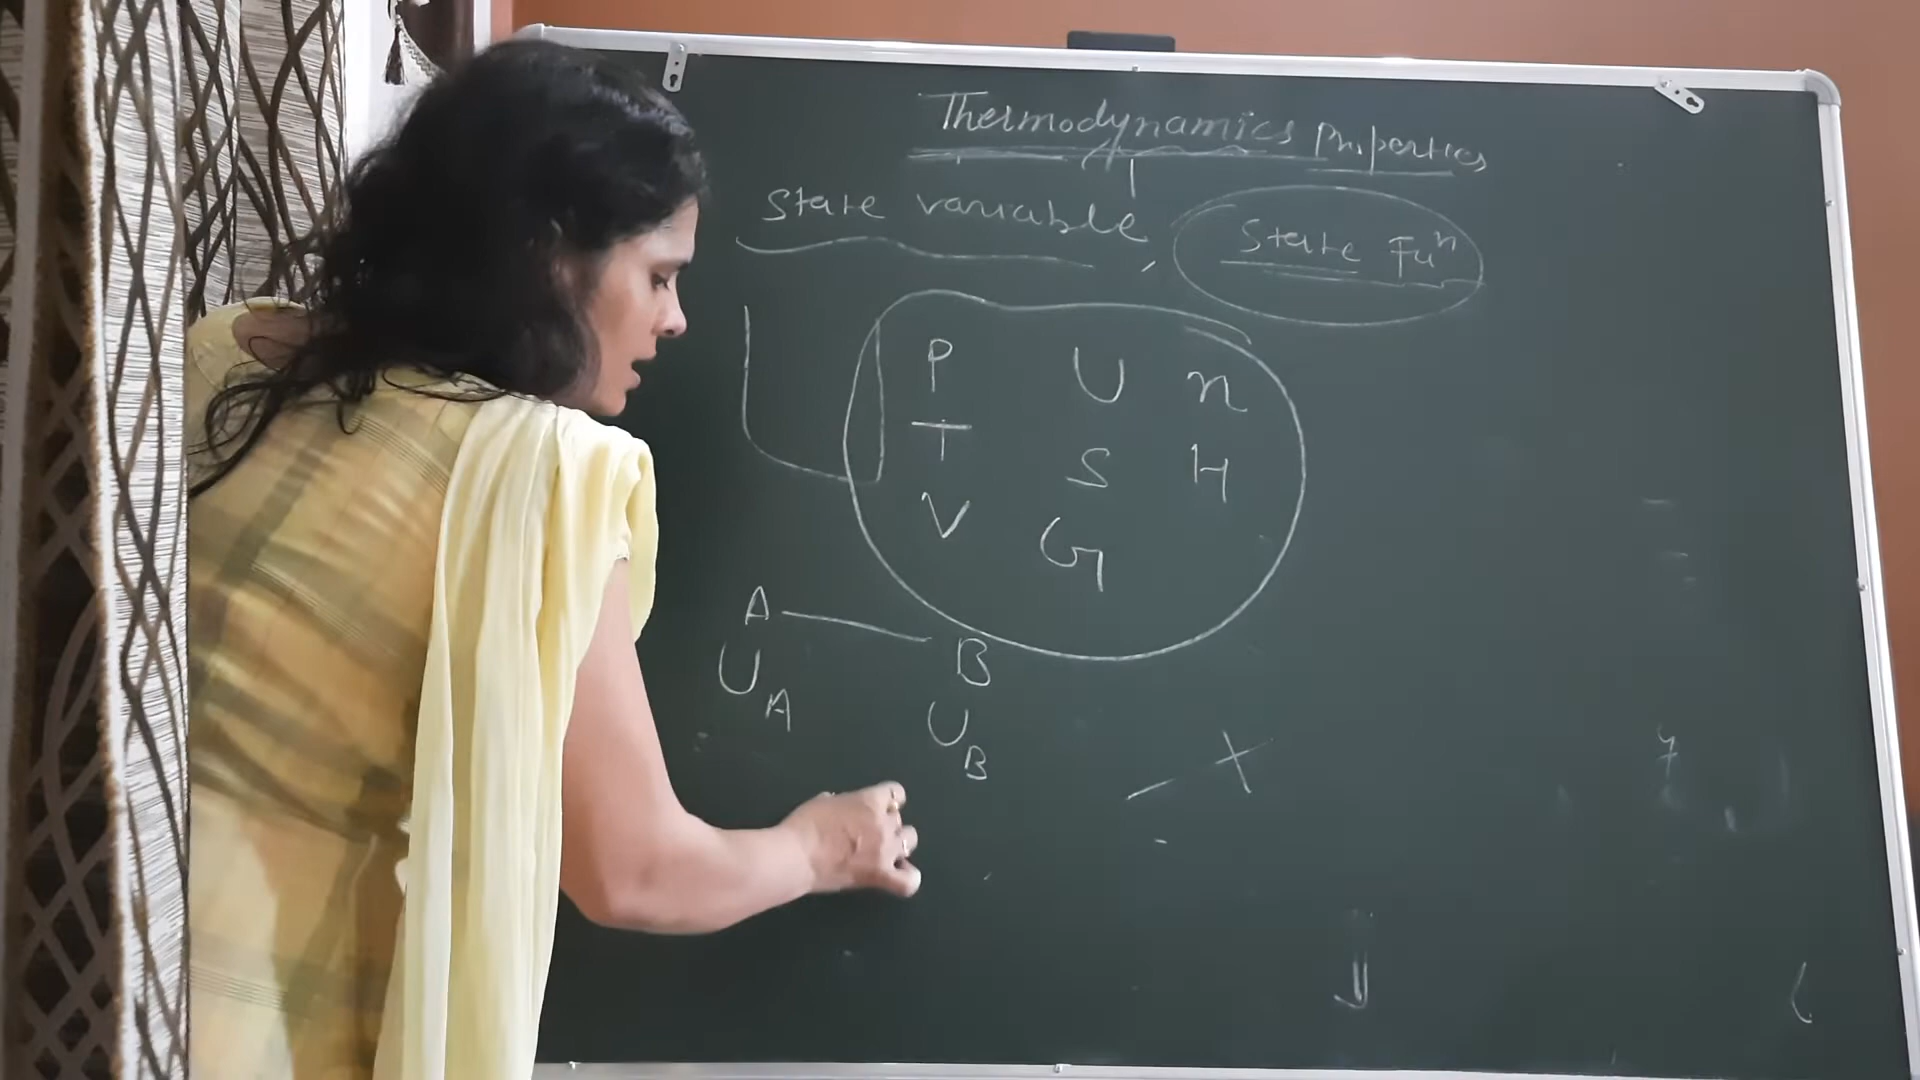 Thermodynamics Properties
State variable, State Fuⁿ
P U n
T S H
V G
A B
U_A U_B